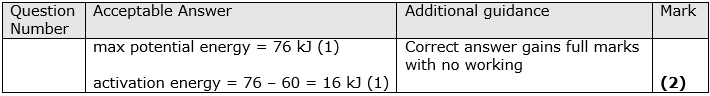 Question Number
Acceptable Answer
Additional guidance
Mark
max potential energy = 76 kJ (1)
activation energy = 76 – 60 = 16 kJ (1)
Correct answer gains full marks
with no working
(2)